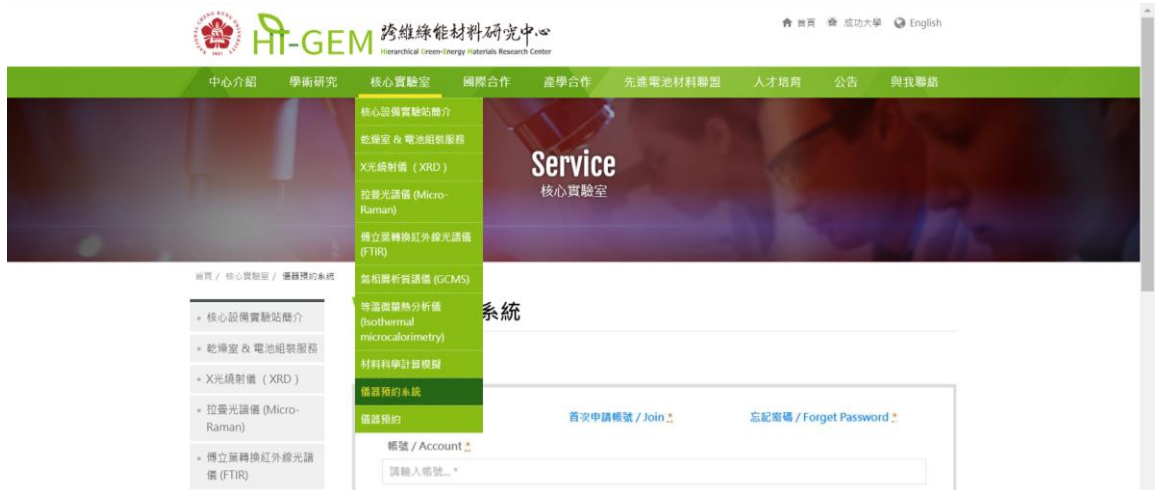 HI-GEM 跨維綠能材料研究中心
Hierarchical Green-Energy Materials Research Center
首頁 成功大學 English
中心介紹 學術研究 核心實驗室 國際合作 產學合作 先進電池材料聯盟 人才培育 公告 與我聯絡
核心設備實驗站簡介
乾燥室 & 電池組裝服務
X光繞射儀 ( XRD )
拉曼光譜儀 (Micro-
Raman)
傅立葉轉換紅外線光譜儀
(FTIR)
氣相層析質譜儀 (GCMS)
等溫微量熱分析儀
(Isothermal
microcalorimetry)
材料科學計算模擬
儀器預約系統
儀器預約
Service
核心實驗室
首頁 / 核心實驗室 / 儀器預約系統
核心設備實驗站簡介
乾燥室 & 電池組裝服務
X光繞射儀 ( XRD )
拉曼光譜儀 (Micro-
Raman)
傅立葉轉換紅外線光譜
儀 (FTIR)
系統
首次申請帳號 / Join * 忘記密碼 / Forget Password *
帳號 / Account *
請輸入帳號... *